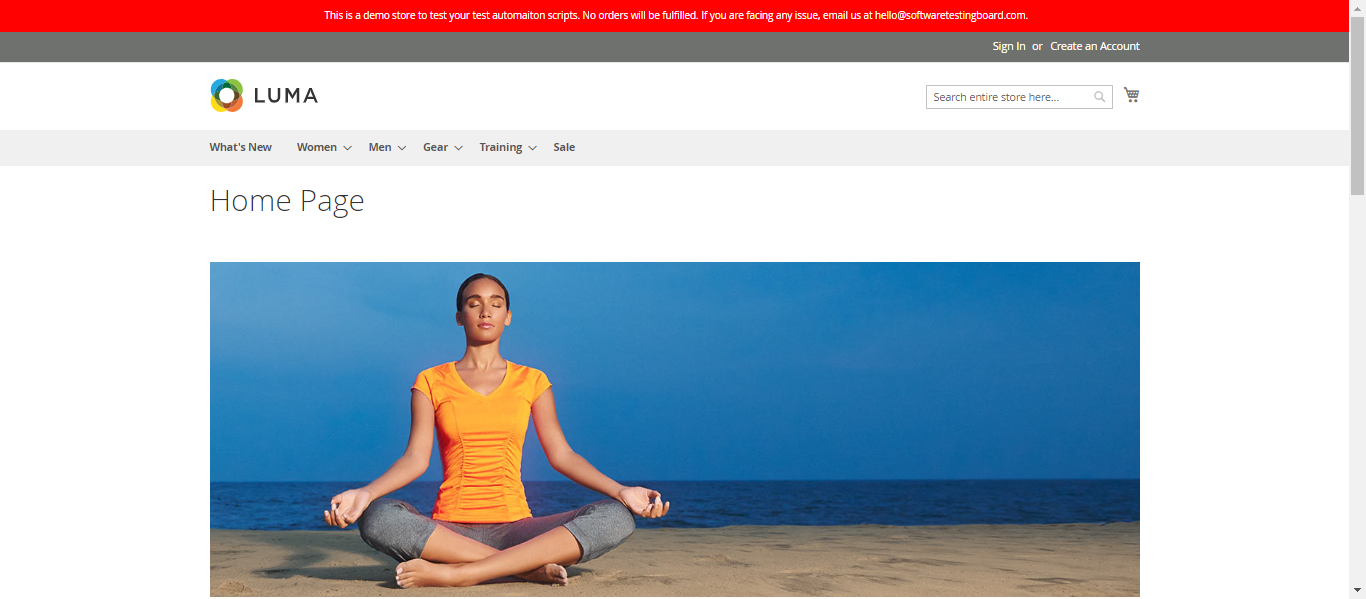 This is a demo store to test your test automaiton scripts. No orders will be fulfilled. If you are facing any issue, email us at hello@softwaretestingboard.com.
Sign In or Create an Account
LUMA
Search entire store here...
What's New Women Men Gear Training Sale
Home Page